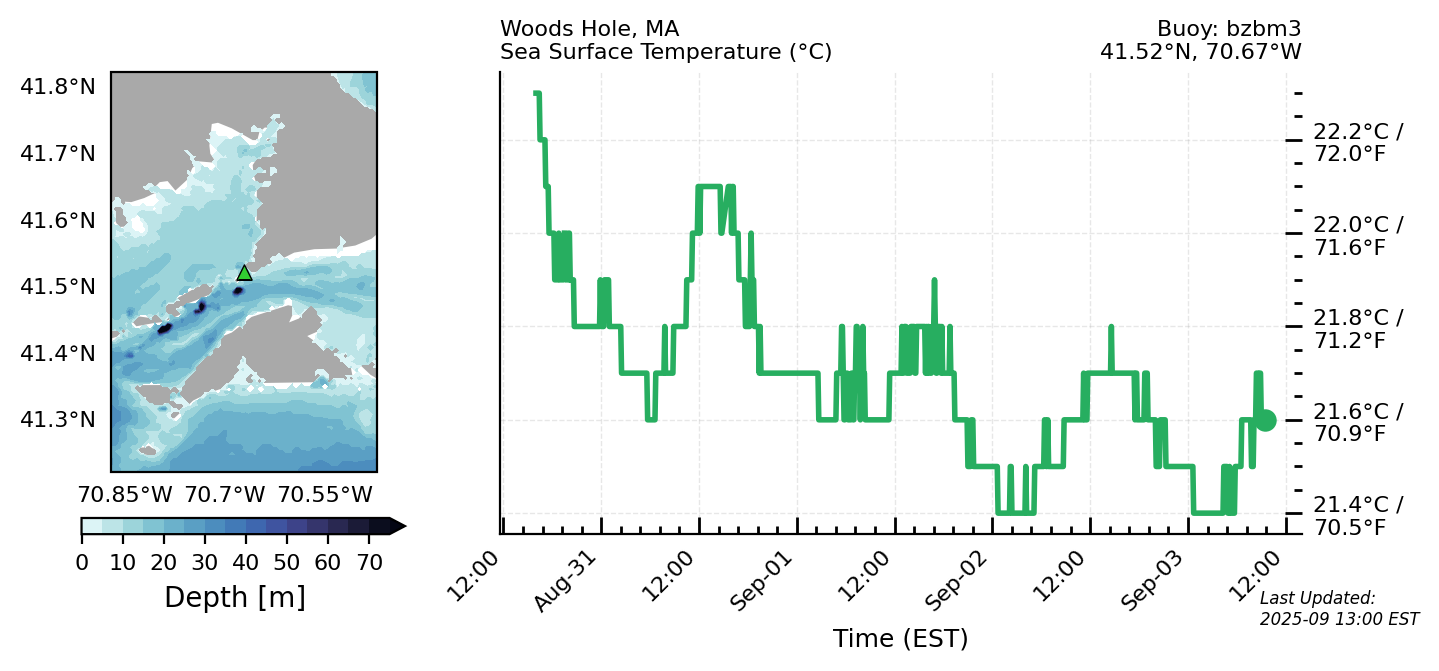 Woods Hole, MA
Sea Surface Temperature (°C)
Buoy: bzbm3
41.52°N, 70.67°W
41.8°N
41.7°N
41.6°N
41.5°N
41.4°N
41.3°N
70.85°W 70.7°W 70.55°W
0 10 20 30 40 50 60 70
Depth [m]
22.2°C /
72.0°F
22.0°C /
71.6°F
21.8°C /
71.2°F
21.6°C /
70.9°F
21.4°C /
70.5°F
12:00 Aug-31 12:00 Sep-01 12:00 Sep-02 12:00 Sep-03 12:00
Time (EST)
Last Updated:
2025-09 13:00 EST